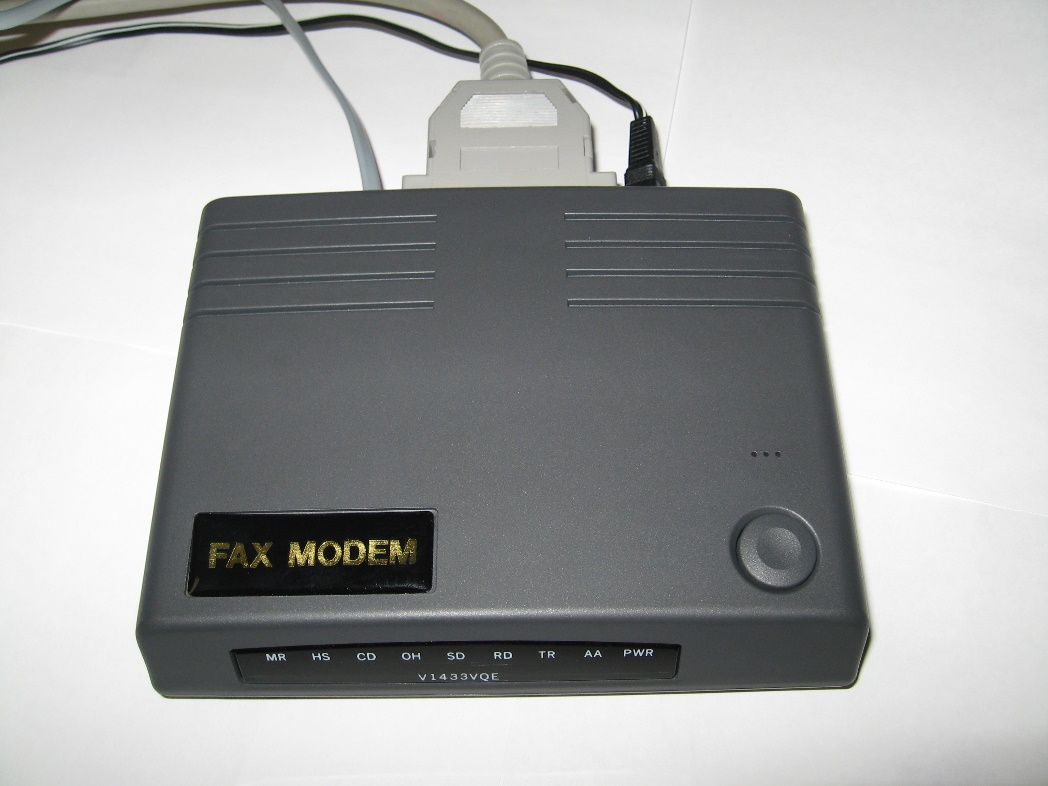 FAX MODEM
MR HS CD OH SD RD TR AA PWR
V1433VQE